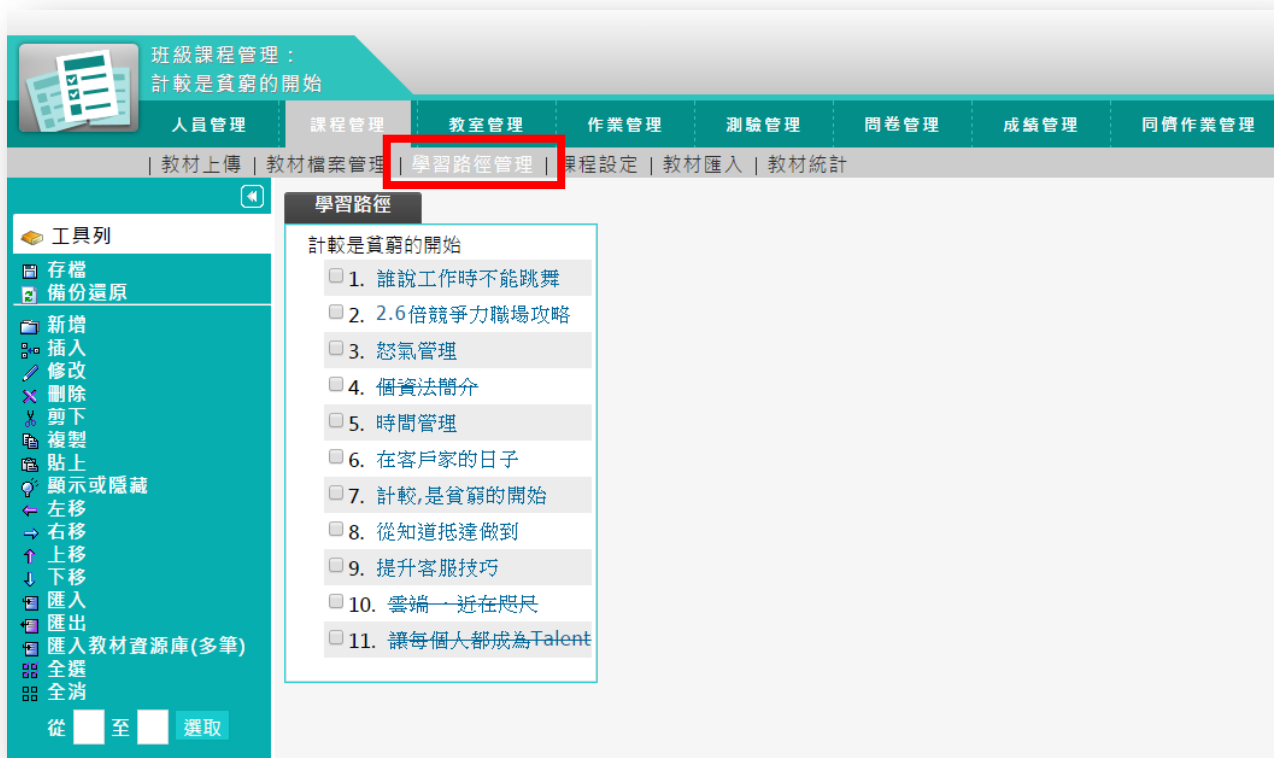 班級課程管理：
計較是貧窮的開始
人員管理 課程管理 教室管理 作業管理 測驗管理 問卷管理 成績管理 同儕作業管理
| 教材上傳 | 教材檔案管理 | 學習路徑管理 | 課程設定 | 教材匯入 | 教材統計
工具列
存檔
備份還原
新增
插入
修改
刪除
剪下
複製
貼上
顯示或隱藏
左移
右移
上移
下移
匯入
匯出
匯入教材資源庫(多筆)
全選
全消
從 至 選取
學習路徑
計較是貧窮的開始
1. 誰說工作時不能跳舞
2. 2.6倍競爭力職場攻略
3. 怒氣管理
4. 個資法簡介
5. 時間管理
6. 在客戶家的日子
7. 計較,是貧窮的開始
8. 從知道抵達做到
9. 提升客服技巧
10. 雲端‧近在咫尺
11. 讓每個人都成為Talent